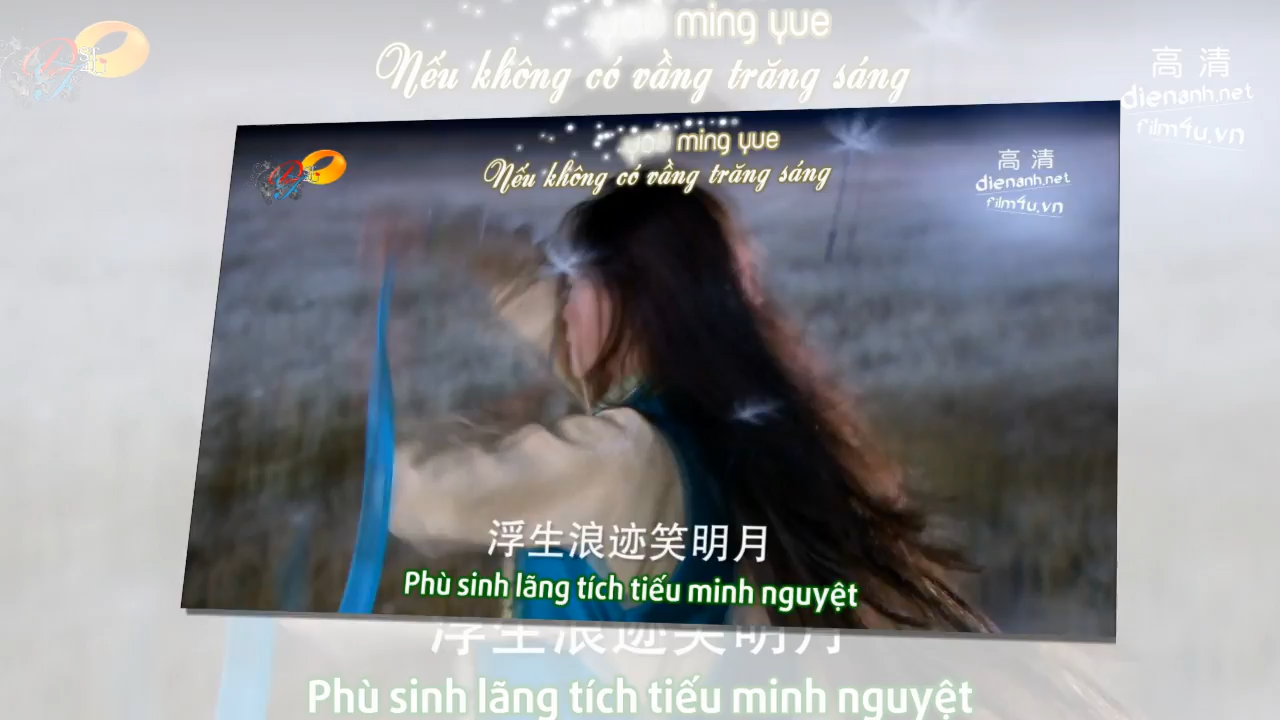 ming yue
Nếu không có vầng trăng sáng
高清
dienanh.net
film4u.vn
ming yue
Nếu không có vầng trăng sáng
高清
dienanh.net
film4u.vn
浮生浪迹笑明月
Phù sinh lãng tích tiếu minh nguyệt
浮生浪迹笑明月
Phù sinh lãng tích tiếu minh nguyệt